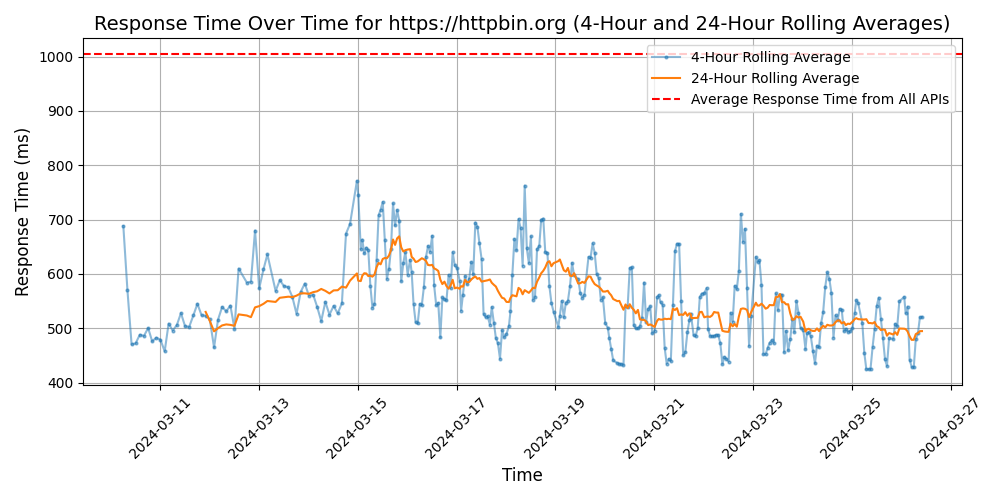 Response Time Over Time for https://httpbin.org (4-Hour and 24-Hour Rolling Averages)
4-Hour Rolling Average
24-Hour Rolling Average
Average Response Time from All APIs
Response Time (ms)
1000
900
800
700
600
500
400
2024-03-11
2024-03-13
2024-03-15
2024-03-17
2024-03-19
2024-03-21
2024-03-23
2024-03-25
2024-03-27
Time